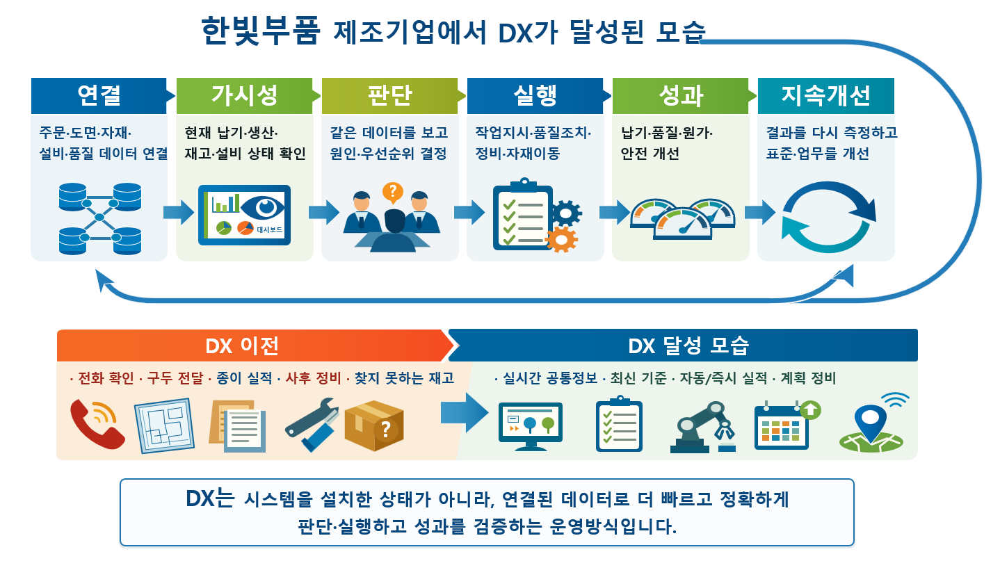 한빛부품 제조기업에서 DX가 달성된 모습
연결
가시성
판단
실행
성과
지속개선
주문·도면·자재·
설비·품질 데이터 연결
현재 납기·생산·
재고·설비 상태 확인
같은 데이터를 보고
원인·우선순위 결정
작업지시·품질조치·
정비·자재이동
납기·품질·원가·
안전 개선
결과를 다시 측정하고
표준·업무를 개선
대시보드
?
DX 이전
DX 달성 모습
· 전화 확인 · 구두 전달 · 종이 실적 · 사후 정비 · 찾지 못하는 재고
· 실시간 공통정보 · 최신 기준 · 자동/즉시 실적 · 계획 정비
?
DX는 시스템을 설치한 상태가 아니라, 연결된 데이터로 더 빠르고 정확하게
판단·실행하고 성과를 검증하는 운영방식입니다.